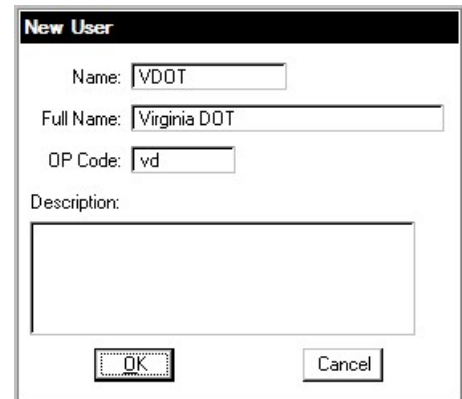 New User
Name: VDOT
Full Name: Virginia DOT
OP Code: vd
Description:
OK Cancel